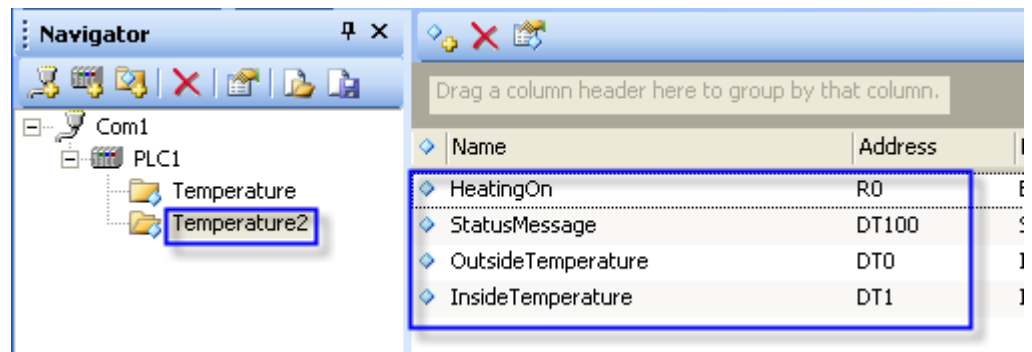 Navigator
Com1
PLC1
Temperature
Temperature2
Drag a column header here to group by that column.
Name Address
HeatingOn R0
StatusMessage DT100
OutsideTemperature DT0
InsideTemperature DT1